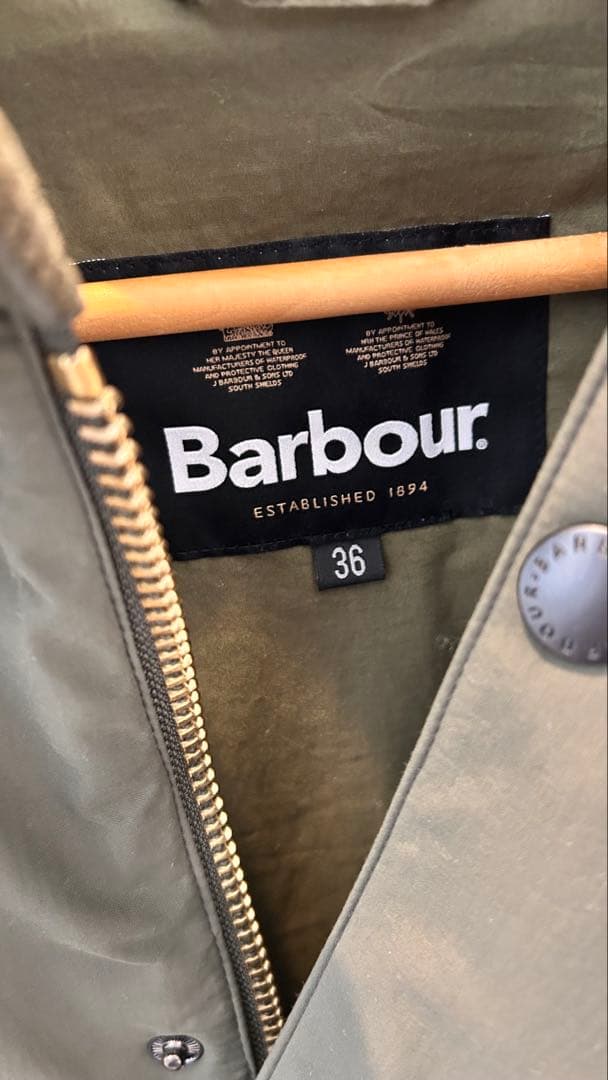 BY APPOINTMENT TO
HER MAJESTY THE QUEEN
MANUFACTURERS OF WATERPROOF
AND PROTECTIVE CLOTHING
J BARBOUR & SONS LTD
SOUTH SHIELDS
BY APPOINTMENT TO
HRH THE PRINCE OF WALES
MANUFACTURERS OF WATERPROOF
AND PROTECTIVE CLOTHING
J BARBOUR & SONS LTD
SOUTH SHIELDS
Barbour®
ESTABLISHED 1894
36